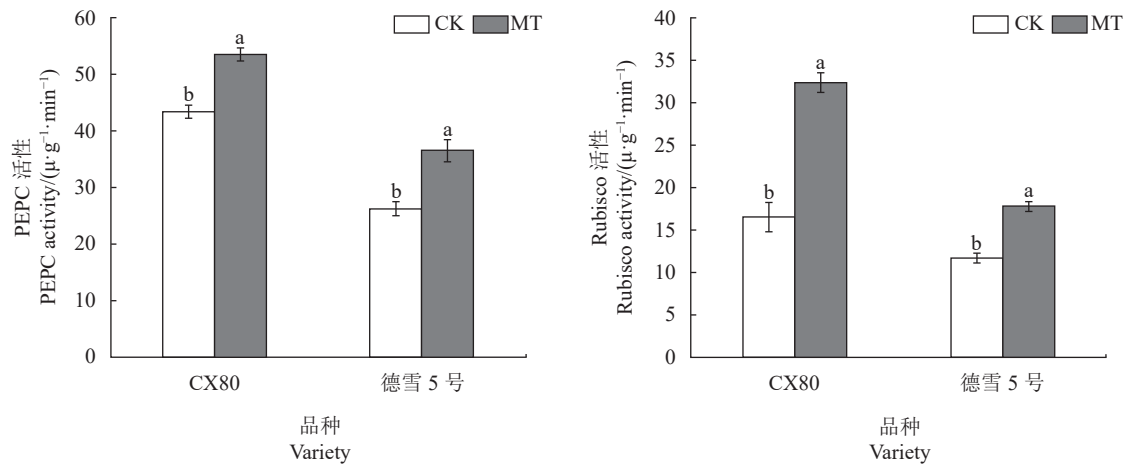 PEPC 活性
PEPC activity/(μ·g⁻¹·min⁻¹)
60
50
40
30
20
10
0
CK
MT
b
a
b
a
CX80
德雪 5 号
品种
Variety
Rubisco 活性
Rubisco activity/(μ·g⁻¹·min⁻¹)
40
35
30
25
20
15
10
5
0
CK
MT
b
a
b
a
CX80
德雪 5 号
品种
Variety